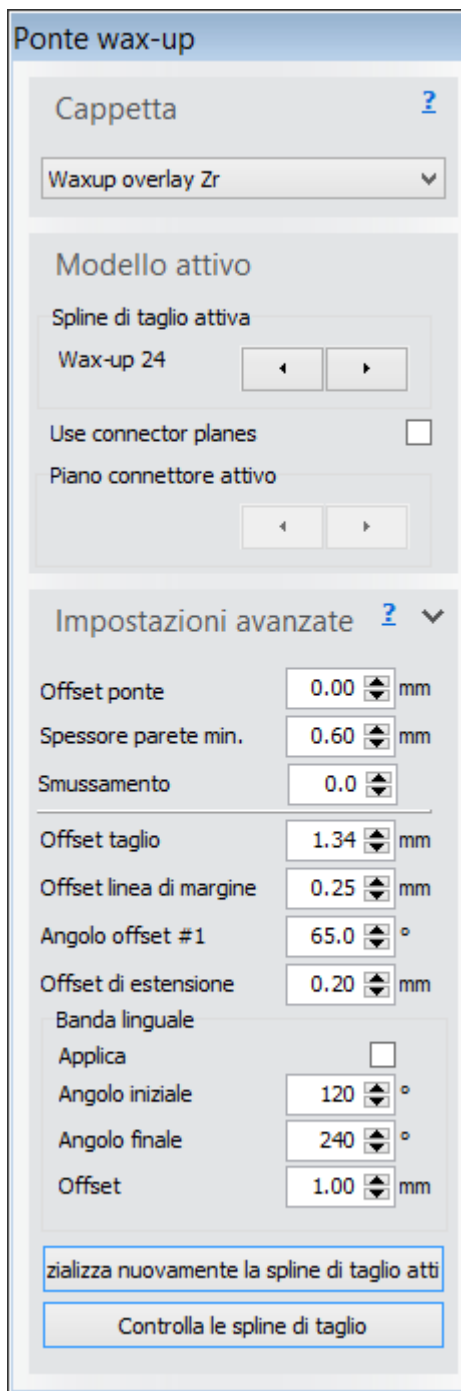 Ponte wax-up
Cappetta ?
Waxup overlay Zr
Modello attivo
Spline di taglio attiva
Wax-up 24
Use connector planes
Piano connettore attivo
Impostazioni avanzate ?
Offset ponte 0.00 mm
Spessore parete min. 0.60 mm
Smussamento 0.0
Offset taglio 1.34 mm
Offset linea di margine 0.25 mm
Angolo offset #1 65.0 °
Offset di estensione 0.20 mm
Banda linguale
Applica
Angolo iniziale 120 °
Angolo finale 240 °
Offset 1.00 mm
zializza nuovamente la spline di taglio atti
Controlla le spline di taglio